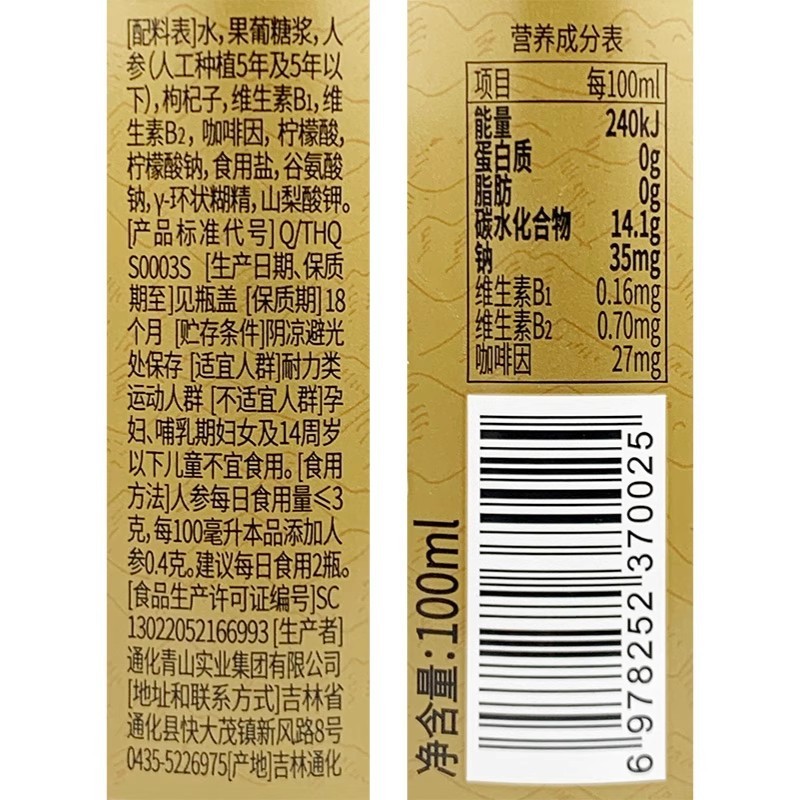 [配料表]水,果葡糖浆,人
参(人工种植5年及5年以
下),枸杞子,维生素B1,维
生素B2,咖啡因,柠檬酸,
柠檬酸钠,食用盐,谷氨酸
钠,γ-环状糊精,山梨酸钾。
[产品标准代号]Q/THQ
S0003S [生产日期、保质
期至]见瓶盖 [保质期]18
个月 [贮存条件]阴凉避光
处保存 [适宜人群]耐力类
运动人群 [不适宜人群]孕
妇、哺乳期妇女及14周岁
以下儿童不宜食用。[食用
方法]人参每日食用量≤3
克,每100毫升本品添加人
参0.4克。建议每日食用2瓶。
[食品生产许可证编号]SC
13022052166993 [生产者]
通化青山实业集团有限公司
[地址和联系方式]吉林省
通化县快大茂镇新风路8号
0435-5226975[产地]吉林通化
营养成分表
项目 每100ml
能量 240kJ
蛋白质 0g
脂肪 0g
碳水化合物 14.1g
钠 35mg
维生素B1 0.16mg
维生素B2 0.70mg
咖啡因 27mg
净含量:100ml
6 978252 370025